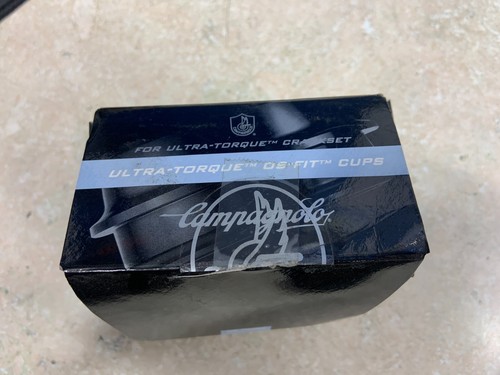 FOR ULTRA-TORQUE™ CRANKSET
ULTRA-TORQUE™ OS-FIT™ CUPS
Campagnolo